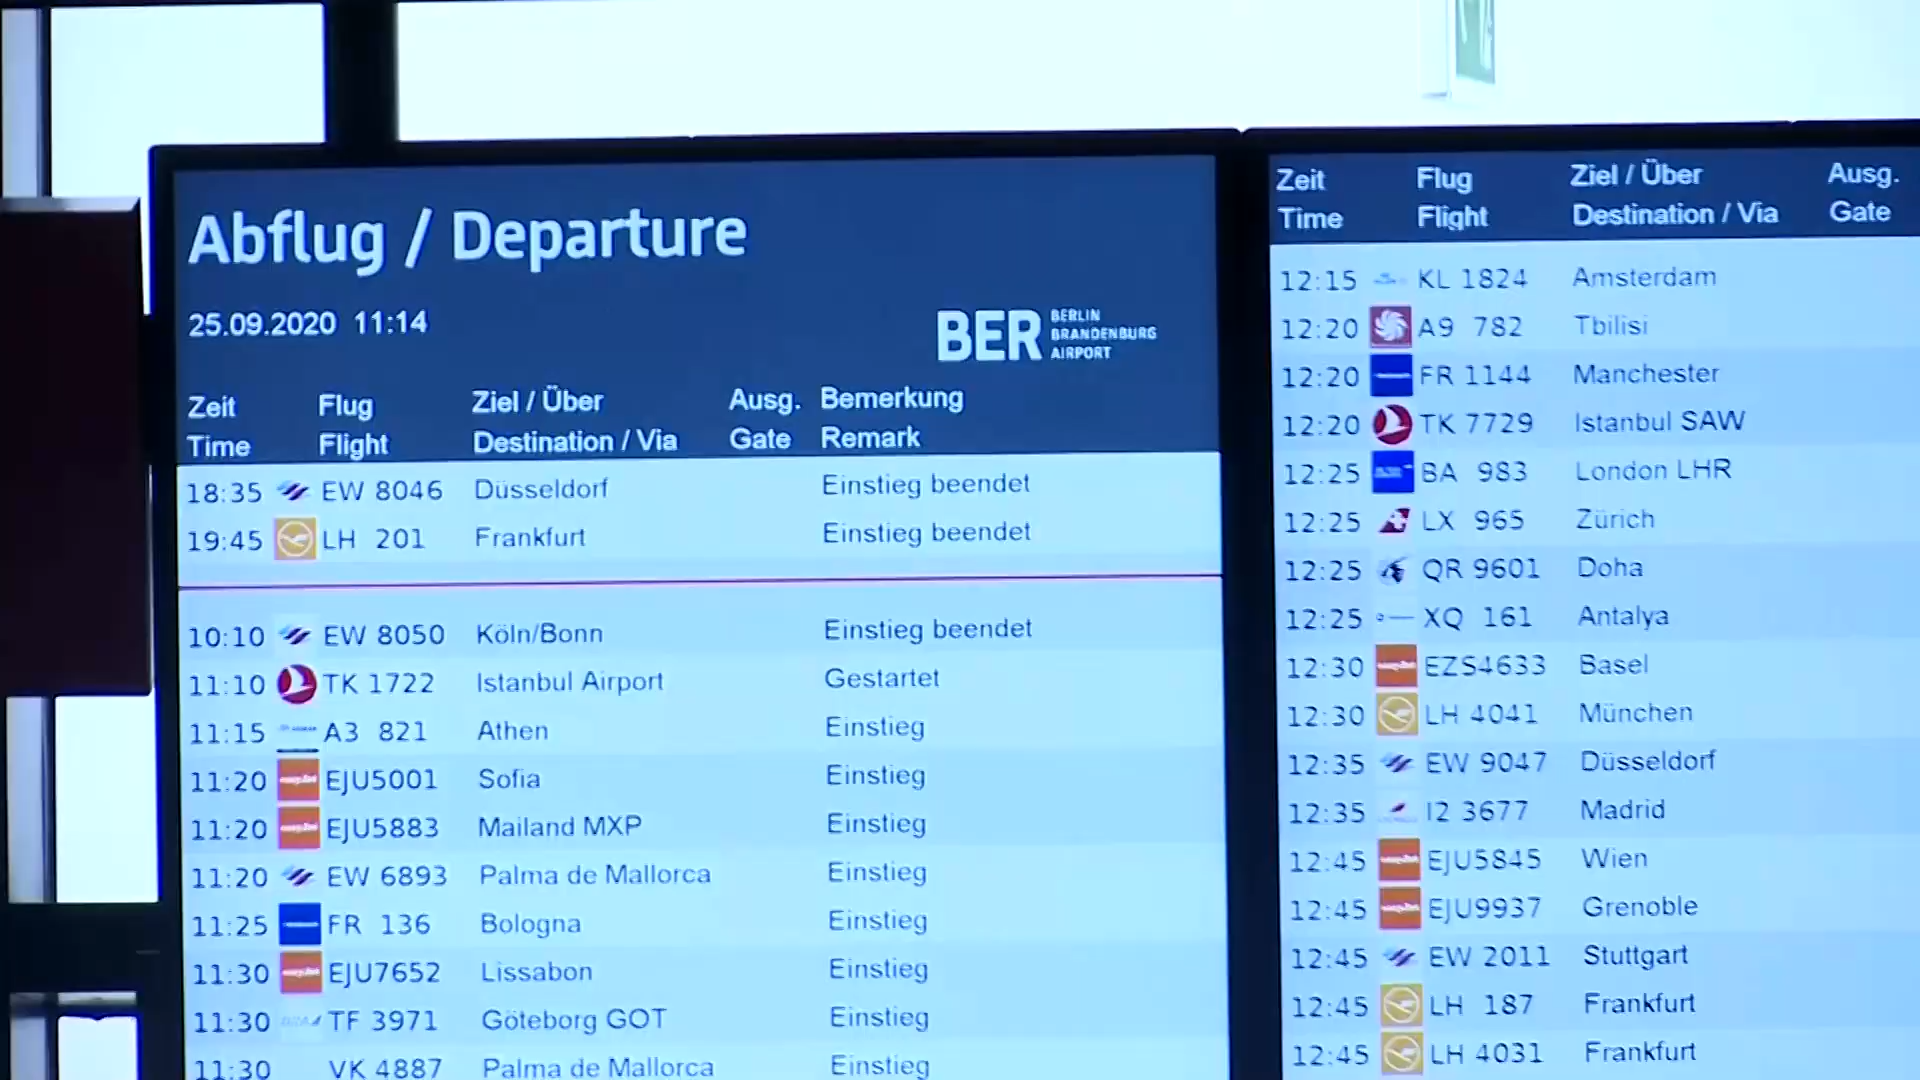 Abflug / Departure
25.09.2020 11:14
BER BERLIN
BRANDENBURG
AIRPORT
Zeit Flug Ziel / Über Ausg. Bemerkung
Time Flight Destination / Via Gate Remark
18:35 EW 8046 Düsseldorf Einstieg beendet
19:45 LH 201 Frankfurt Einstieg beendet
10:10 EW 8050 Köln/Bonn Einstieg beendet
11:10 TK 1722 Istanbul Airport Gestartet
11:15 A3 821 Athen Einstieg
11:20 EJU5001 Sofia Einstieg
11:20 EJU5883 Mailand MXP Einstieg
11:20 EW 6893 Palma de Mallorca Einstieg
11:25 FR 136 Bologna Einstieg
11:30 EJU7652 Lissabon Einstieg
11:30 TF 3971 Göteborg GOT Einstieg
11:30 VK 4887 Palma de Mallorca Einstieg
Zeit Flug Ziel / Über Ausg.
Time Flight Destination / Via Gate
12:15 KL 1824 Amsterdam
12:20 A9 782 Tbilisi
12:20 FR 1144 Manchester
12:20 TK 7729 Istanbul SAW
12:25 BA 983 London LHR
12:25 LX 965 Zürich
12:25 QR 9601 Doha
12:25 XQ 161 Antalya
12:30 EZS4633 Basel
12:30 LH 4041 München
12:35 EW 9047 Düsseldorf
12:35 I2 3677 Madrid
12:45 EJU5845 Wien
12:45 EJU9937 Grenoble
12:45 EW 2011 Stuttgart
12:45 LH 187 Frankfurt
12:45 LH 4031 Frankfurt